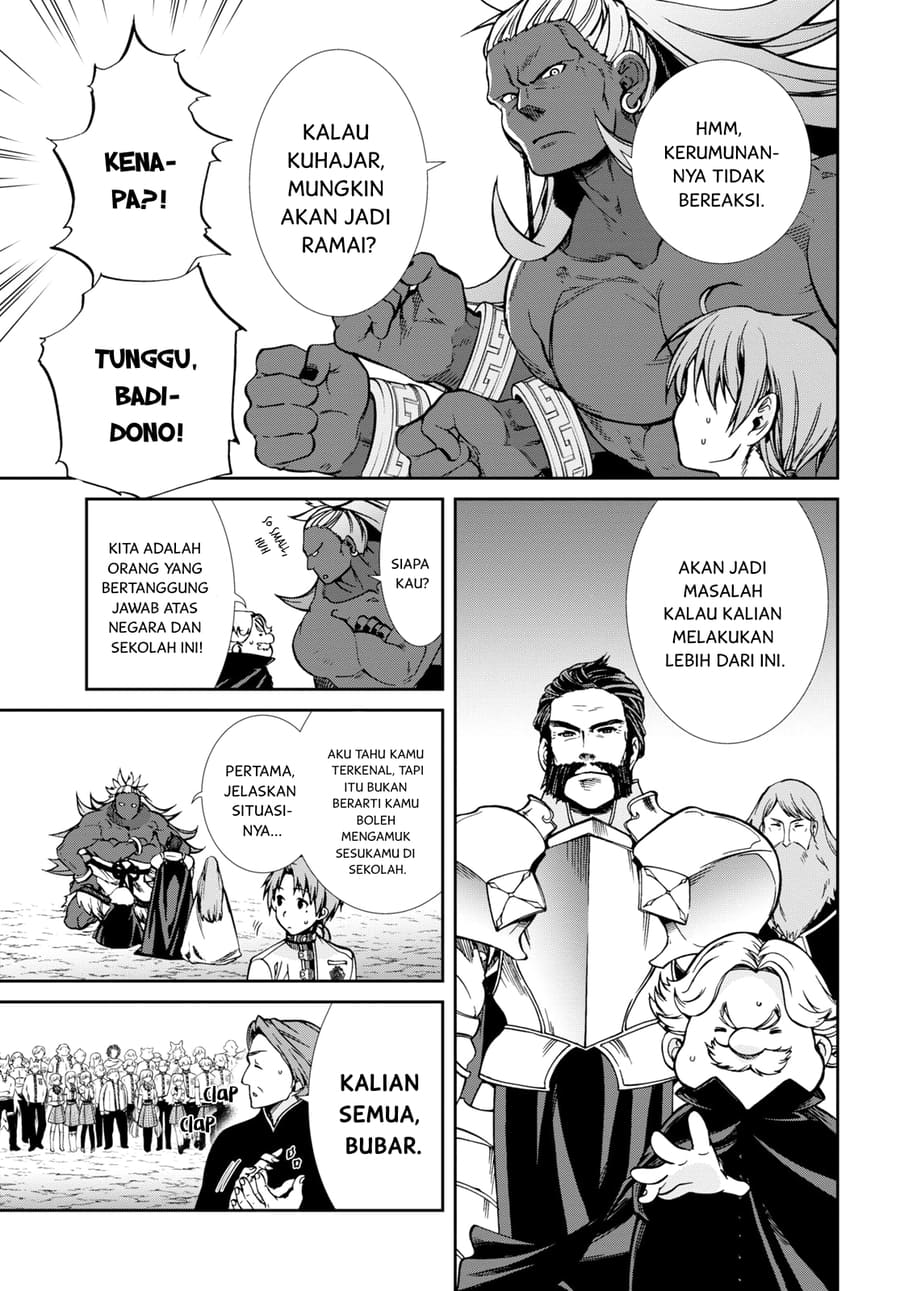 HMM,
KERUMUNAN-
NYA TIDAK
BEREAKSI.
KALAU
KUHAJAR,
MUNGKIN
AKAN JADI
RAMAI?
KENA-
PA?!
TUNGGU,
BADI-
DONO!
AKAN JADI
MASALAH
KALAU KALIAN
MELAKUKAN
LEBIH DARI INI.
SIAPA
KAU?
SO SMALL,
HUH
KITA ADALAH
ORANG YANG
BERTANGGUNG
JAWAB ATAS
NEGARA DAN
SEKOLAH INI!
AKU TAHU KAMU
TERKENAL, TAPI
ITU BUKAN
BERARTI KAMU
BOLEH
MENGAMUK
SESUKAMU DI
SEKOLAH.
PERTAMA,
JELASKAN
SITUASI-
NYA...
KALIAN
SEMUA,
BUBAR.
CLAP
CLAP